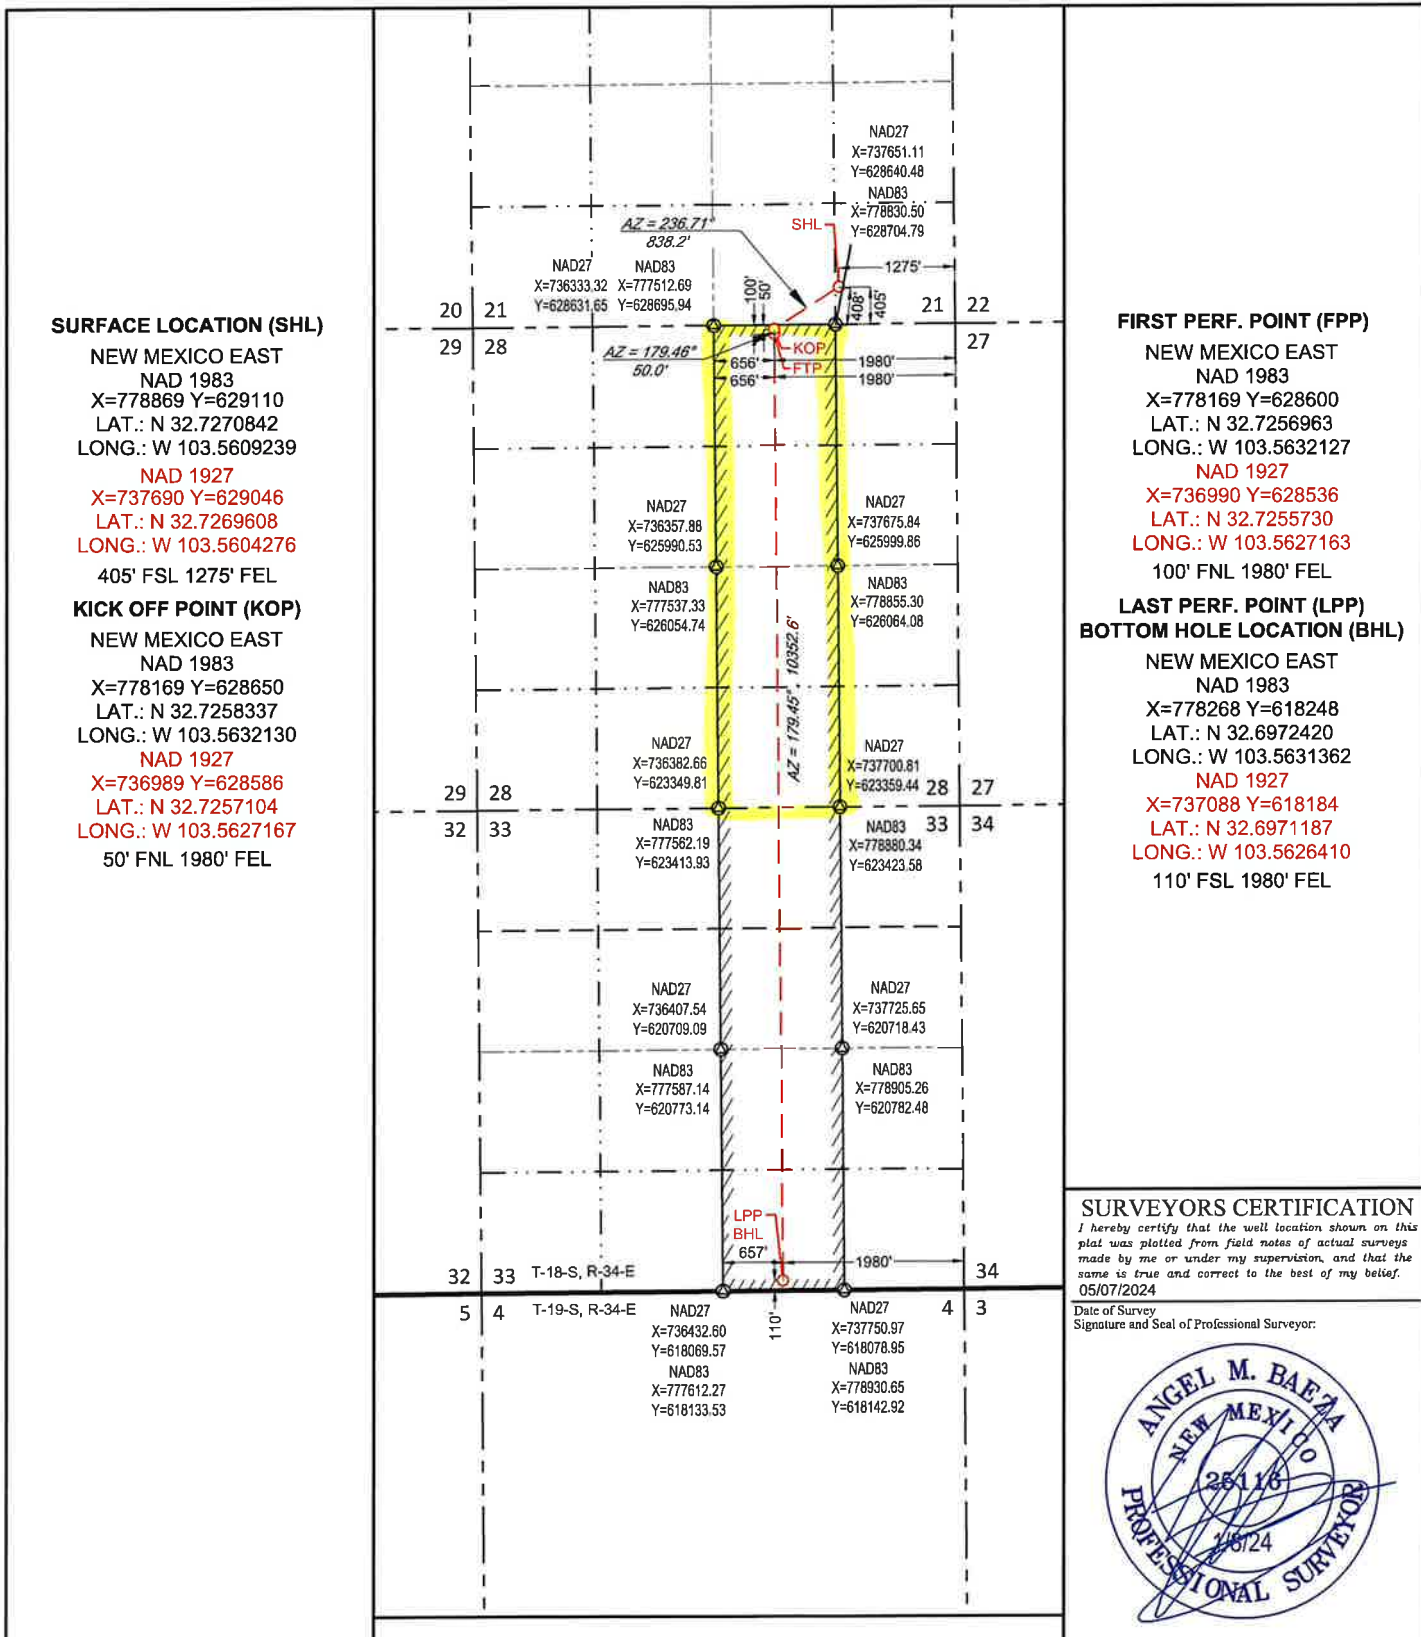 SURFACE LOCATION (SHL)
NEW MEXICO EAST
NAD 1983
X=778869 Y=629110
LAT.: N 32.7270842
LONG.: W 103.5609239
NAD 1927
X=737690 Y=629046
LAT.: N 32.7269608
LONG.: W 103.5604276
405' FSL 1275' FEL
KICK OFF POINT (KOP)
NEW MEXICO EAST
NAD 1983
X=778169 Y=628650
LAT.: N 32.7258337
LONG.: W 103.5632130
NAD 1927
X=736989 Y=628586
LAT.: N 32.7257104
LONG.: W 103.5627167
50' FNL 1980' FEL
NAD27
X=737651.11
Y=628640.48
NAD83
X=778830.50
Y=628704.79
AZ = 236.71°
838.2'
SHL
1275'
NAD27
X=736333.32
Y=628631.65
NAD83
X=777512.69
Y=628695.94
100'
50'
408'
405'
20 21
21 22
29 28
27
AZ = 179.46°
50.0'
KOP
FTP
656'
1980'
656'
1980'
NAD27
X=736357.88
Y=625990.53
NAD27
X=737675.84
Y=625999.86
NAD83
X=777537.33
Y=626054.74
NAD83
X=778855.30
Y=626064.08
AZ = 179.45°, 10352.6'
NAD27
X=736382.66
Y=623349.81
NAD27
X=737700.81
Y=623359.44
29 28
28 27
32 33
33 34
NAD83
X=777562.19
Y=623413.93
NAD83
X=778880.34
Y=623423.58
NAD27
X=736407.54
Y=620709.09
NAD27
X=737725.65
Y=620718.43
NAD83
X=777587.14
Y=620773.14
NAD83
X=778905.26
Y=620782.48
LPP
BHL
657'
1980'
32 33 T-18-S, R-34-E
34
5 4 T-19-S, R-34-E
4 3
110'
NAD27
X=736432.60
Y=618069.57
NAD83
X=777612.27
Y=618133.53
NAD27
X=737750.97
Y=618078.95
NAD83
X=778930.65
Y=618142.92
FIRST PERF. POINT (FPP)
NEW MEXICO EAST
NAD 1983
X=778169 Y=628600
LAT.: N 32.7256963
LONG.: W 103.5632127
NAD 1927
X=736990 Y=628536
LAT.: N 32.7255730
LONG.: W 103.5627163
100' FNL 1980' FEL
LAST PERF. POINT (LPP)
BOTTOM HOLE LOCATION (BHL)
NEW MEXICO EAST
NAD 1983
X=778268 Y=618248
LAT.: N 32.6972420
LONG.: W 103.5631362
NAD 1927
X=737088 Y=618184
LAT.: N 32.6971187
LONG.: W 103.5626410
110' FSL 1980' FEL
SURVEYORS CERTIFICATION
I hereby certify that the well location shown on this
plat was plotted from field notes of actual surveys
made by me or under my supervision, and that the
same is true and correct to the best of my belief.
05/07/2024
Date of Survey
Signature and Seal of Professional Surveyor:
ANGEL M. BAEZA
NEW MEXICO
25116
PROFESSIONAL SURVEYOR